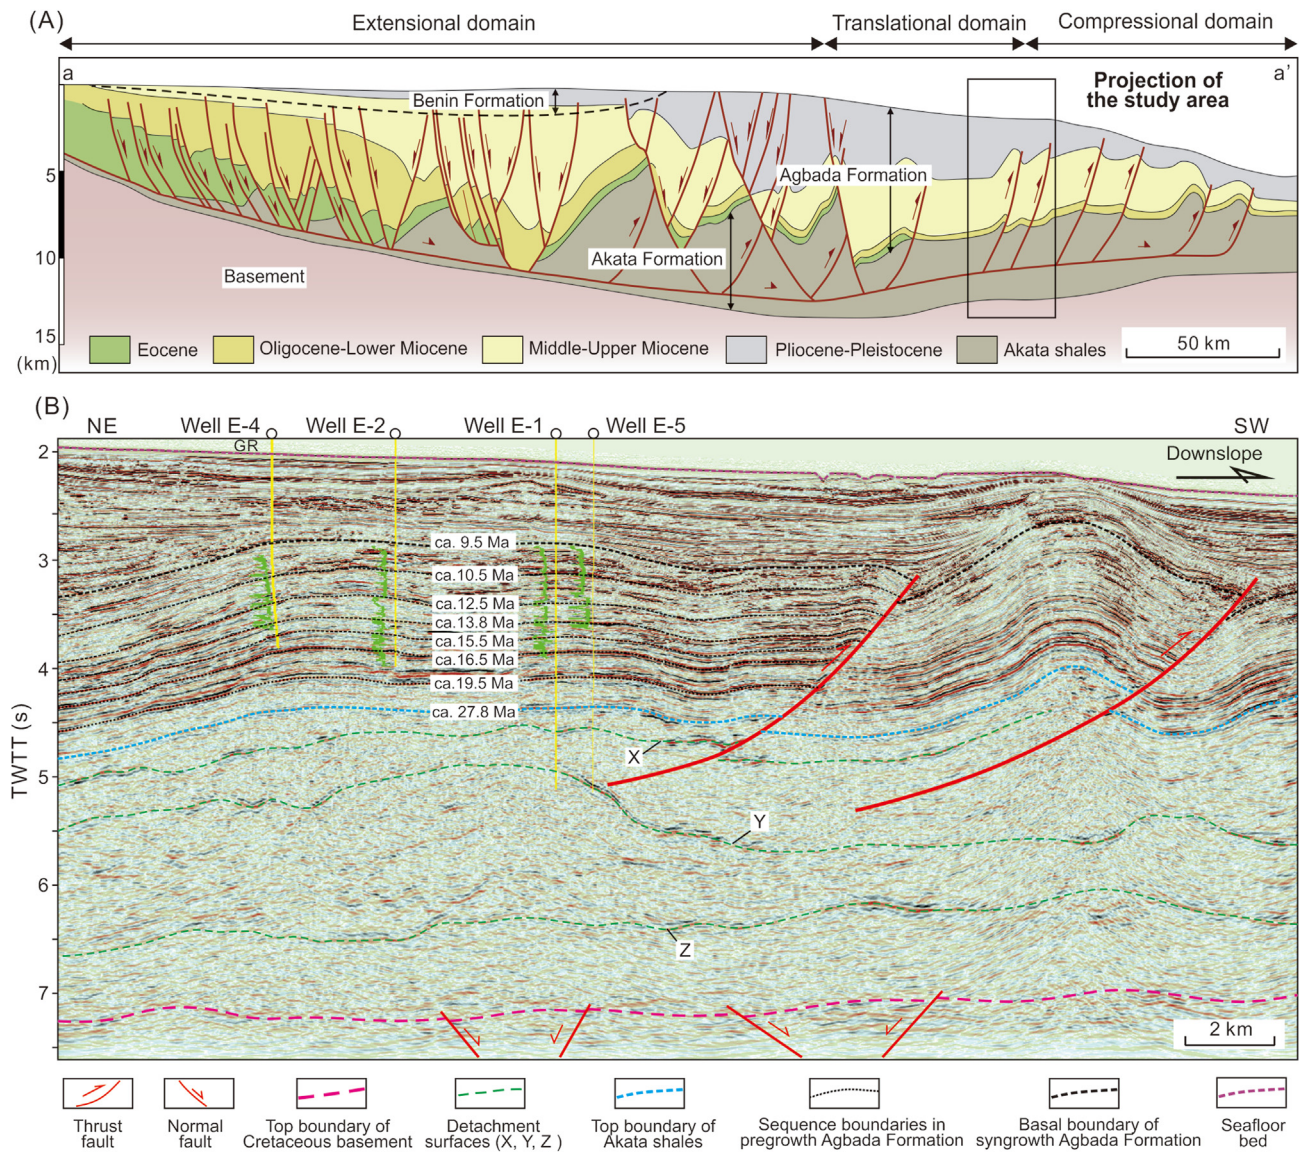 (A)
Extensional domain
Translational domain
Compressional domain
a
a'
Projection of
the study area
Benin Formation
Agbada Formation
Akata Formation
Basement
5
10
15
(km)
Eocene
Oligocene-Lower Miocene
Middle-Upper Miocene
Pliocene-Pleistocene
Akata shales
50 km
(B)
NE
Well E-4
Well E-2
Well E-1
Well E-5
SW
GR
Downslope
2
3
4
5
6
7
TWTT (s)
ca. 9.5 Ma
ca.10.5 Ma
ca.12.5 Ma
ca.13.8 Ma
ca.15.5 Ma
ca.16.5 Ma
ca.19.5 Ma
ca. 27.8 Ma
X
Y
Z
2 km
Thrust
fault
Normal
fault
Top boundary of
Cretaceous basement
Detachment
surfaces (X, Y, Z )
Top boundary of
Akata shales
Sequence boundaries in
pregrowth Agbada Formation
Basal boundary of
syngrowth Agbada Formation
Seafloor
bed